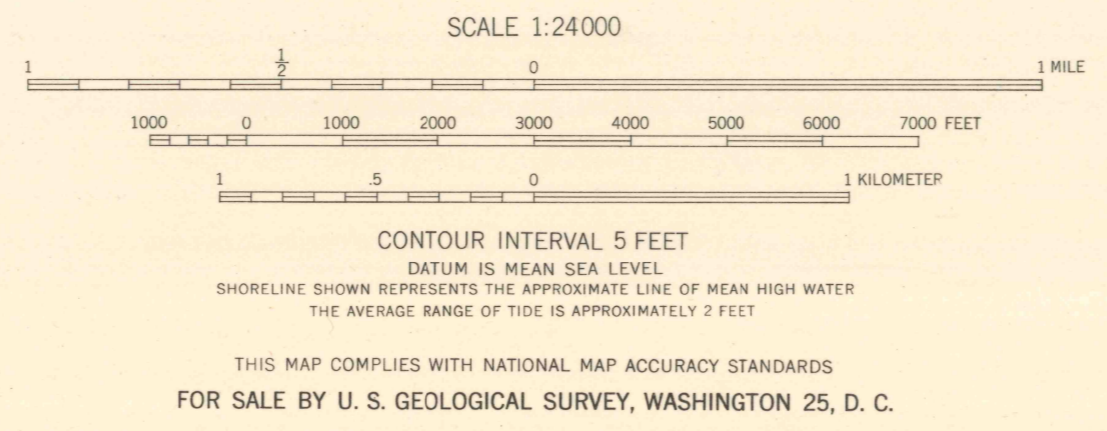 SCALE 1:24000
1 1/2 0 1 MILE
1000 0 1000 2000 3000 4000 5000 6000 7000 FEET
1 .5 0 1 KILOMETER
CONTOUR INTERVAL 5 FEET
DATUM IS MEAN SEA LEVEL
SHORELINE SHOWN REPRESENTS THE APPROXIMATE LINE OF MEAN HIGH WATER
THE AVERAGE RANGE OF TIDE IS APPROXIMATELY 2 FEET
THIS MAP COMPLIES WITH NATIONAL MAP ACCURACY STANDARDS
FOR SALE BY U. S. GEOLOGICAL SURVEY, WASHINGTON 25, D. C.